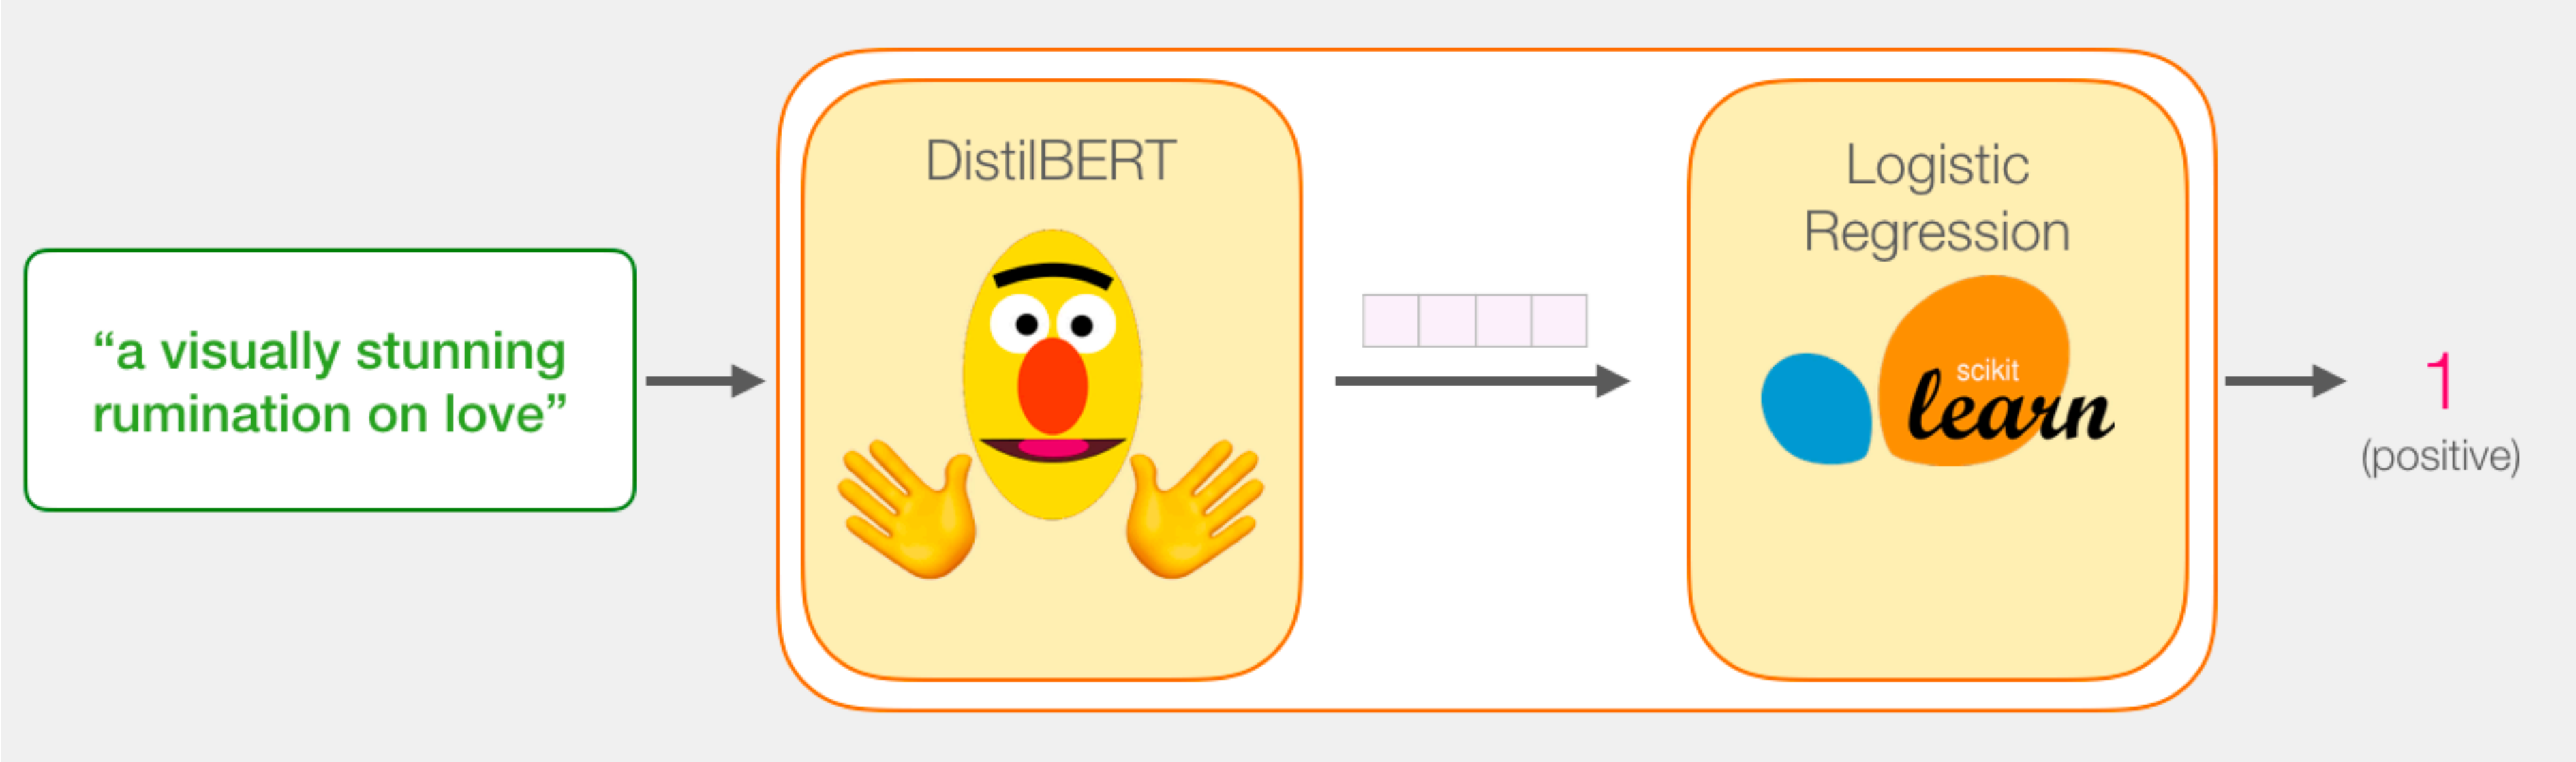 “a visually stunning
rumination on love”
DistilBERT
Logistic
Regression
scikit
learn
1
(positive)